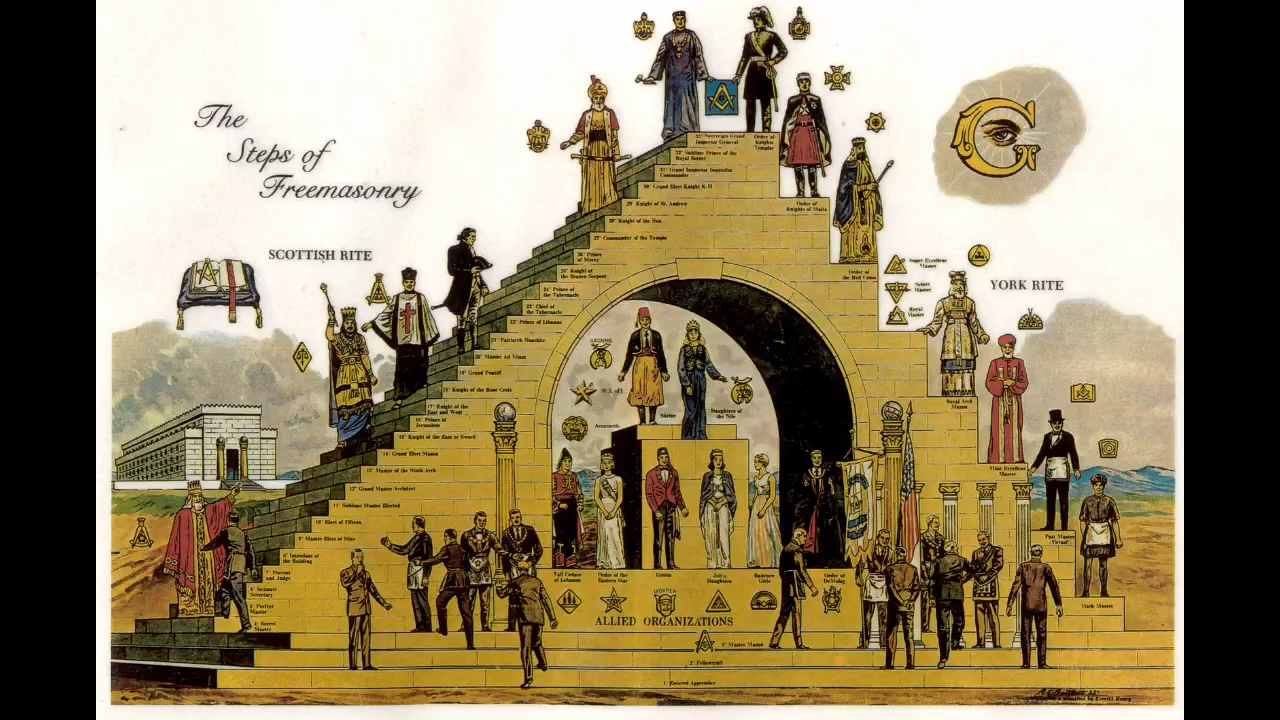 The
Steps of
Freemasonry
SCOTTISH RITE
YORK RITE
G
33° Sovereign Grand
Inspector General
32° Sublime Prince of the
Royal Secret
31° Grand Inspector Inquisitor
Commander
30° Grand Elect Knight K-H
29° Knight of St. Andrew
28° Knight of the Sun
27° Commander of the Temple
26° Prince
of Mercy
25° Knight of
the Brazen Serpent
24° Prince of
the Tabernacle
23° Chief of
the Tabernacle
22° Prince of Libanus
21° Patriarch Noachite
20° Master Ad Vitam
19° Grand Pontiff
18° Knight of the Rose Croix
17° Knight of the
East and West
16° Prince of
Jerusalem
15° Knight of the East or Sword
14° Grand Elect Mason
13° Master of the Ninth Arch
12° Grand Master Architect
11° Sublime Master Elected
10° Elect of Fifteen
9° Master Elect of Nine
8° Intendant of
the Building
7° Provost
and Judge
6° Intimate
Secretary
5° Perfect
Master
4° Secret
Master
Order of
Knights
Templar
Order of
Knights of Malta
Order of
the Red Cross
Super Excellent
Master
Select
Master
Royal
Master
Royal Arch
Mason
Most Excellent
Master
Past Master
(Virtual)
Mark Master
AAONMS
W.S. of J.
Shrine
Daughters of
the Nile
Tall Cedars
of Lebanon
Order of the
Eastern Star
Grotto
Job's
Daughters
Rainbow
Girls
Order of
DeMolay
ALLIED ORGANIZATIONS
3° Master Mason
2° Fellowcraft
1° Entered Apprentice